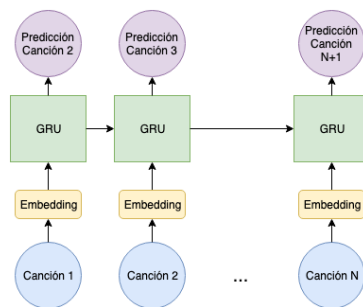 Predicción
Canción 2
Predicción
Canción 3
Predicción
Canción
N+1
GRU
GRU
GRU
Embedding
Embedding
Embedding
Canción 1
Canción 2
...
Canción N